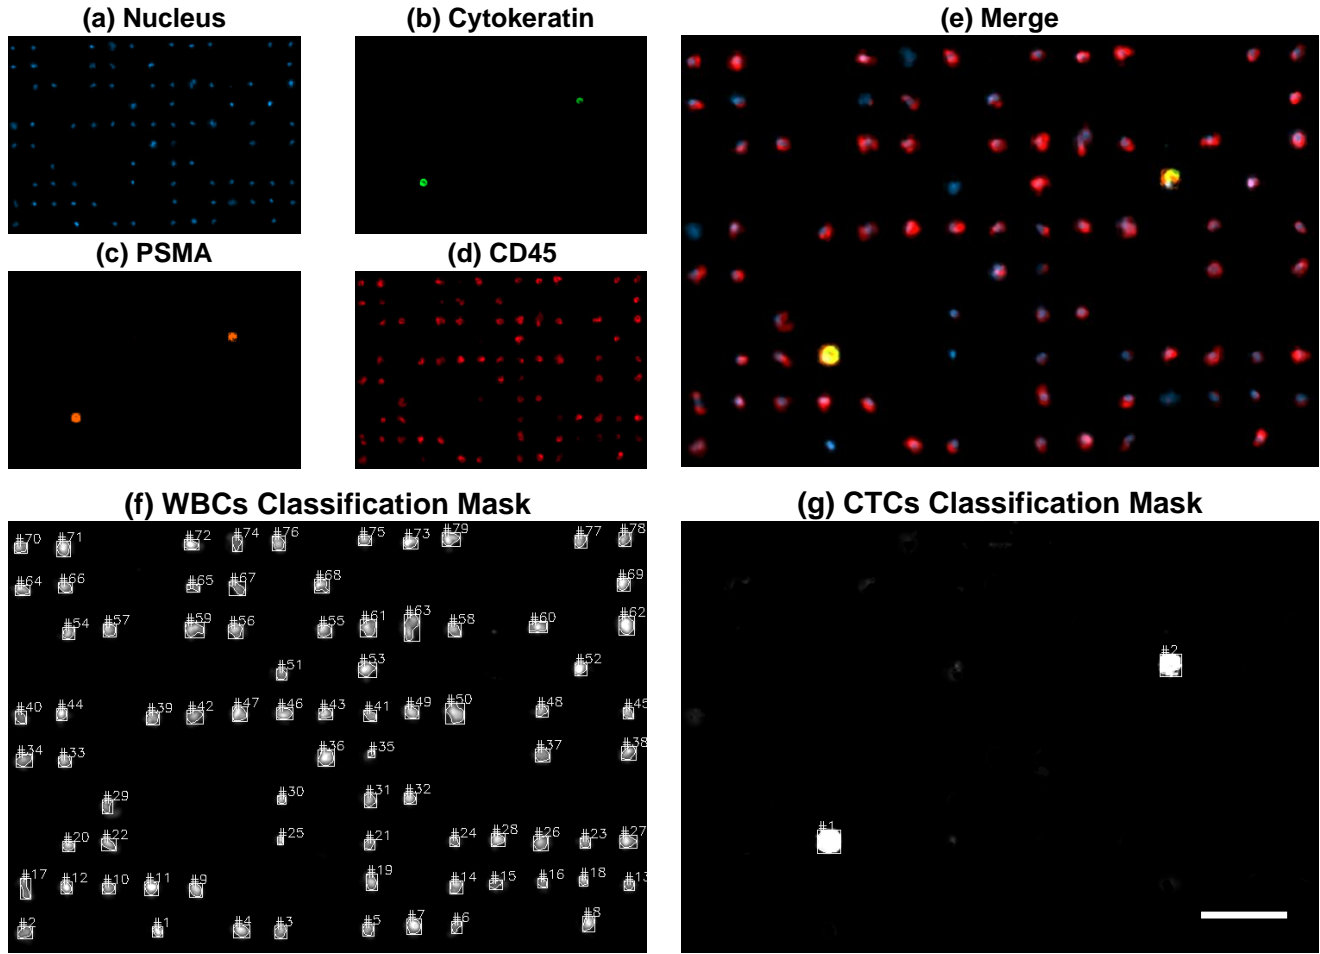 (a) Nucleus
(b) Cytokeratin
(e) Merge
(c) PSMA
(d) CD45
(f) WBCs Classification Mask
(g) CTCs Classification Mask
#70 #71 #72 #74 #76 #75 #73 #79 #77 #78
#64 #66 #65 #67 #68 #69
#54 #57 #59 #56 #55 #61 #63 #58 #60 #62
#51 #53 #52
#40 #44 #39 #42 #47 #46 #43 #41 #49 #50 #48 #45
#34 #33 #36 #35 #37 #38
#29 #30 #31 #32
#20 #22 #25 #21 #24 #28 #26 #23 #27
#17 #12 #10 #11 #9 #19 #14 #15 #16 #18 #13
#2 #1 #4 #3 #5 #7 #6 #8
#2
#1